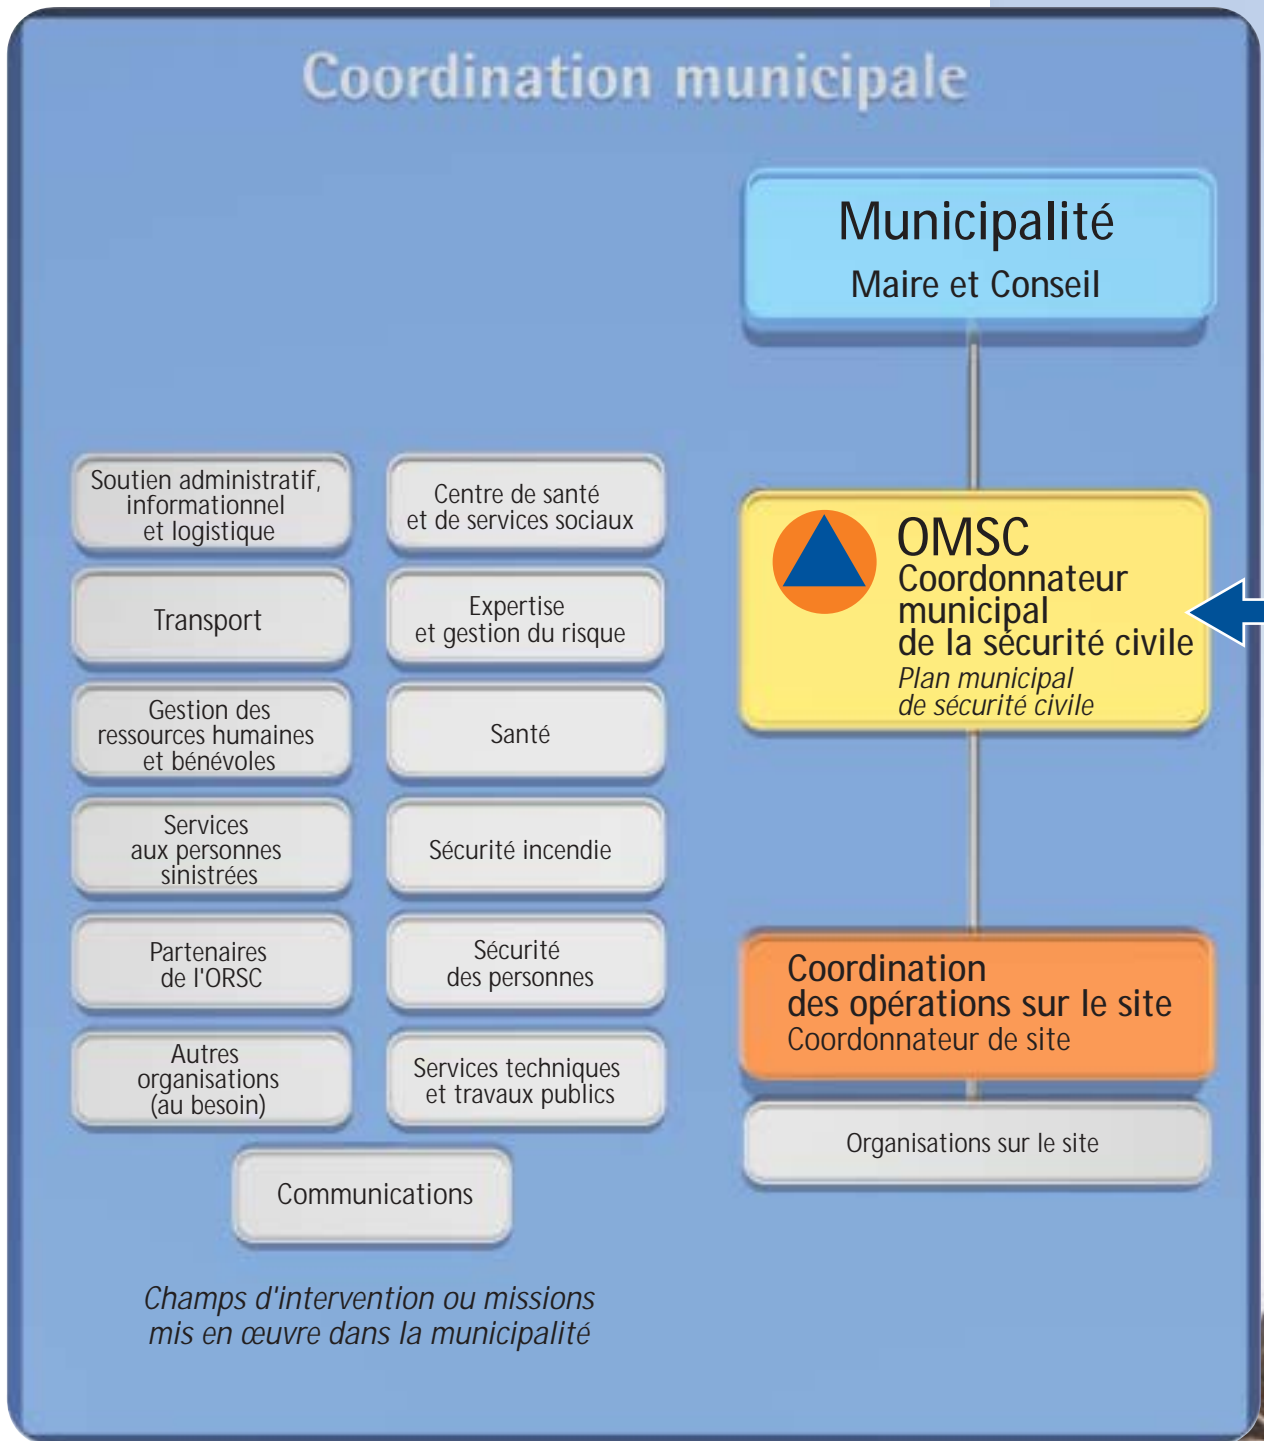 Coordination municipale
Municipalité
Maire et Conseil
Soutien administratif,
informationnel
et logistique
Centre de santé
et de services sociaux
Transport
Expertise
et gestion du risque
Gestion des
ressources humaines
et bénévoles
Santé
Services
aux personnes
sinistrées
Sécurité incendie
Partenaires
de l'ORSC
Sécurité
des personnes
Autres
organisations
(au besoin)
Services techniques
et travaux publics
Communications
Champs d'intervention ou missions
mis en œuvre dans la municipalité
OMSC
Coordonnateur
municipal
de la sécurité civile
Plan municipal
de sécurité civile
Coordination
des opérations sur le site
Coordonnateur de site
Organisations sur le site